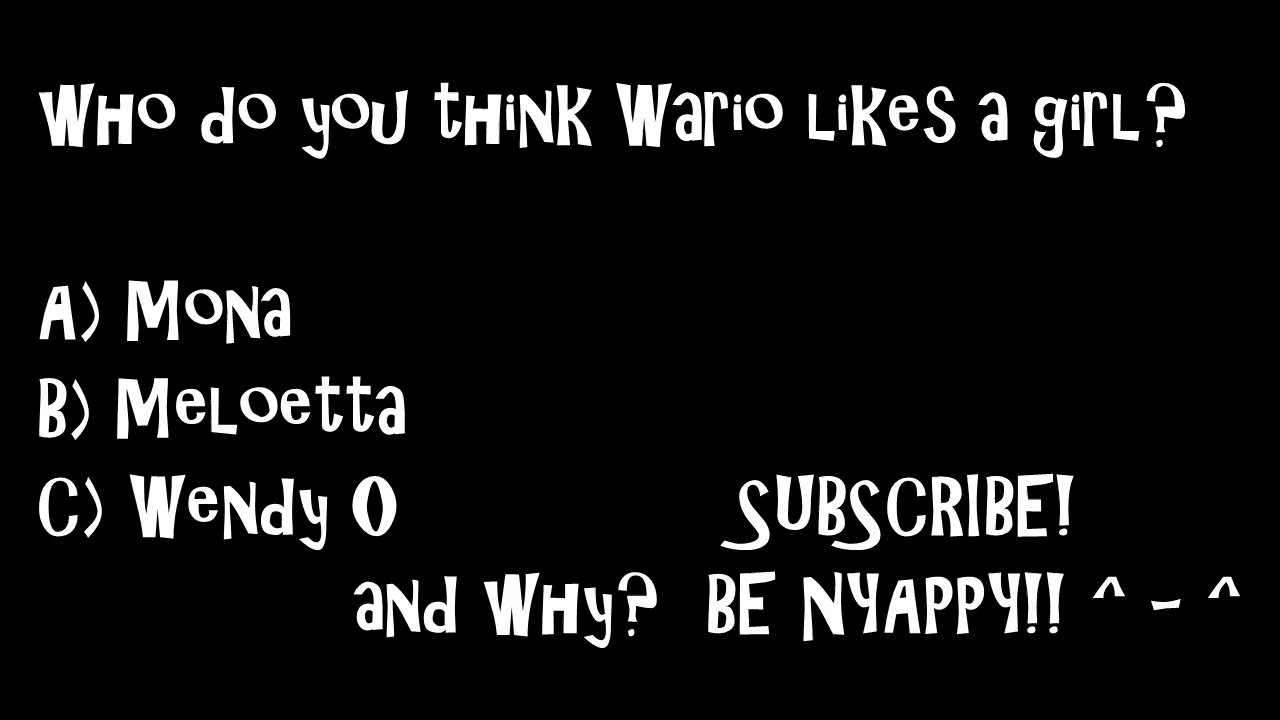 Who do you think Wario likes a girl?
A) Mona
B) Meloetta
C) Wendy O
SUBSCRIBE!
and Why?
BE NYAPPY!! ^ - ^